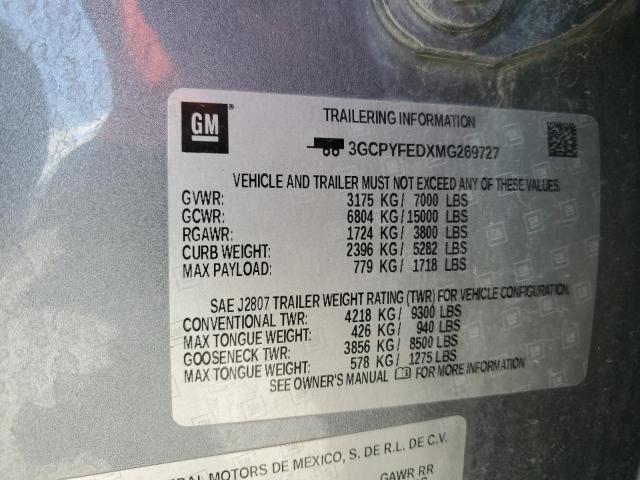 GM
TRAILERING INFORMATION
3GCPYFEDXMG269727
VEHICLE AND TRAILER MUST NOT EXCEED ANY OF THESE VALUES.
GVWR: 3175 KG/ 7000 LBS
GCWR: 6804 KG/ 15000 LBS
RGAWR: 1724 KG/ 3800 LBS
CURB WEIGHT: 2396 KG/ 5282 LBS
MAX PAYLOAD: 779 KG/ 1718 LBS
SAE J2807 TRAILER WEIGHT RATING (TWR) FOR VEHICLE CONFIGURATION.
CONVENTIONAL TWR: 4218 KG/ 9300 LBS
MAX TONGUE WEIGHT: 426 KG/ 940 LBS
GOOSENECK TWR: 3856 KG/ 8500 LBS
MAX TONGUE WEIGHT: 578 KG/ 1275 LBS
SEE OWNER'S MANUAL FOR MORE INFORMATION
MOTORS DE MEXICO, S. DE R.L. DE C.V.
GAWR RR